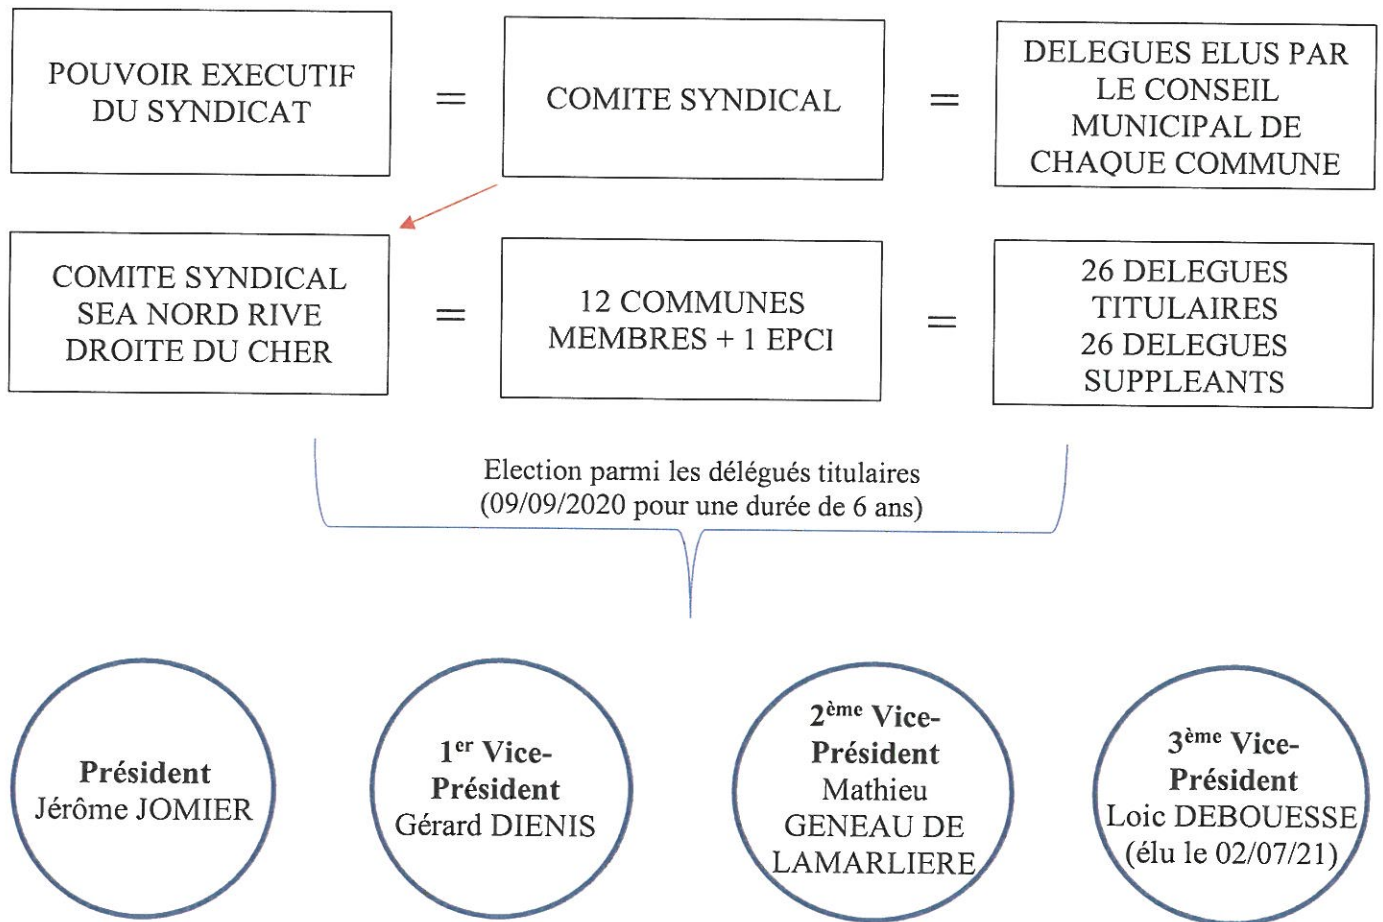 POUVOIR EXECUTIF
DU SYNDICAT
=
COMITE SYNDICAL
=
DELEGUES ELUS PAR
LE CONSEIL
MUNICIPAL DE
CHAQUE COMMUNE
COMITE SYNDICAL
SEA NORD RIVE
DROITE DU CHER
=
12 COMMUNES
MEMBRES + 1 EPCI
=
26 DELEGUES
TITULAIRES
26 DELEGUES
SUPPLEANTS
Election parmi les délégués titulaires
(09/09/2020 pour une durée de 6 ans)
Président
Jérôme JOMIER
1er Vice-
Président
Gérard DIENIS
2ème Vice-
Président
Mathieu
GENEAU DE
LAMARLIERE
3ème Vice-
Président
Loic DEBOUESSE
(élu le 02/07/21)